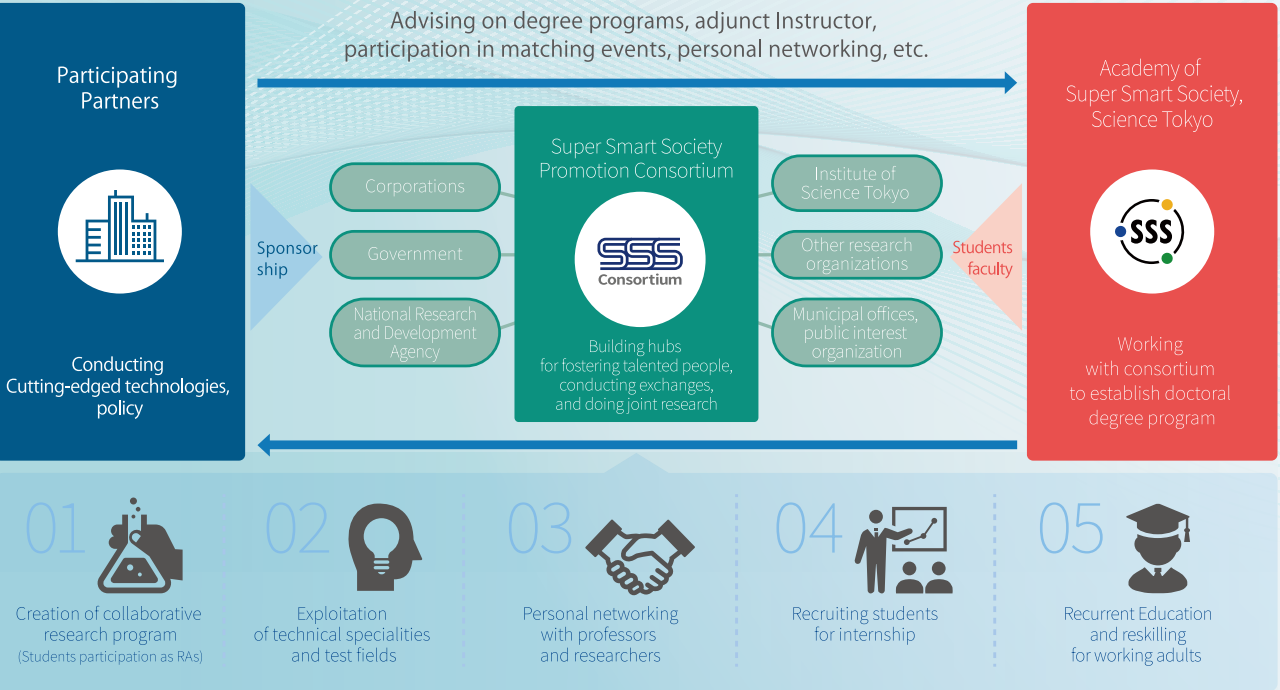 Advising on degree programs, adjunct Instructor,
participation in matching events, personal networking, etc.
Participating
Partners
Conducting
Cutting-edged technologies,
policy
Sponsor
ship
Corporations
Government
National Research
and Development
Agency
Super Smart Society
Promotion Consortium
SSS
Consortium
Building hubs
for fostering talented people,
conducting exchanges,
and doing joint research
Institute of
Science Tokyo
Other research
organizations
Municipal offices,
public interest
organization
Students
faculty
Academy of
Super Smart Society,
Science Tokyo
SSS
Working
with consortium
to establish doctoral
degree program
01
Creation of collaborative
research program
(Students participation as RAs)
02
Exploitation
of technical specialities
and test fields
03
Personal networking
with professors
and researchers
04
Recruiting students
for internship
05
Recurrent Education
and reskilling
for working adults